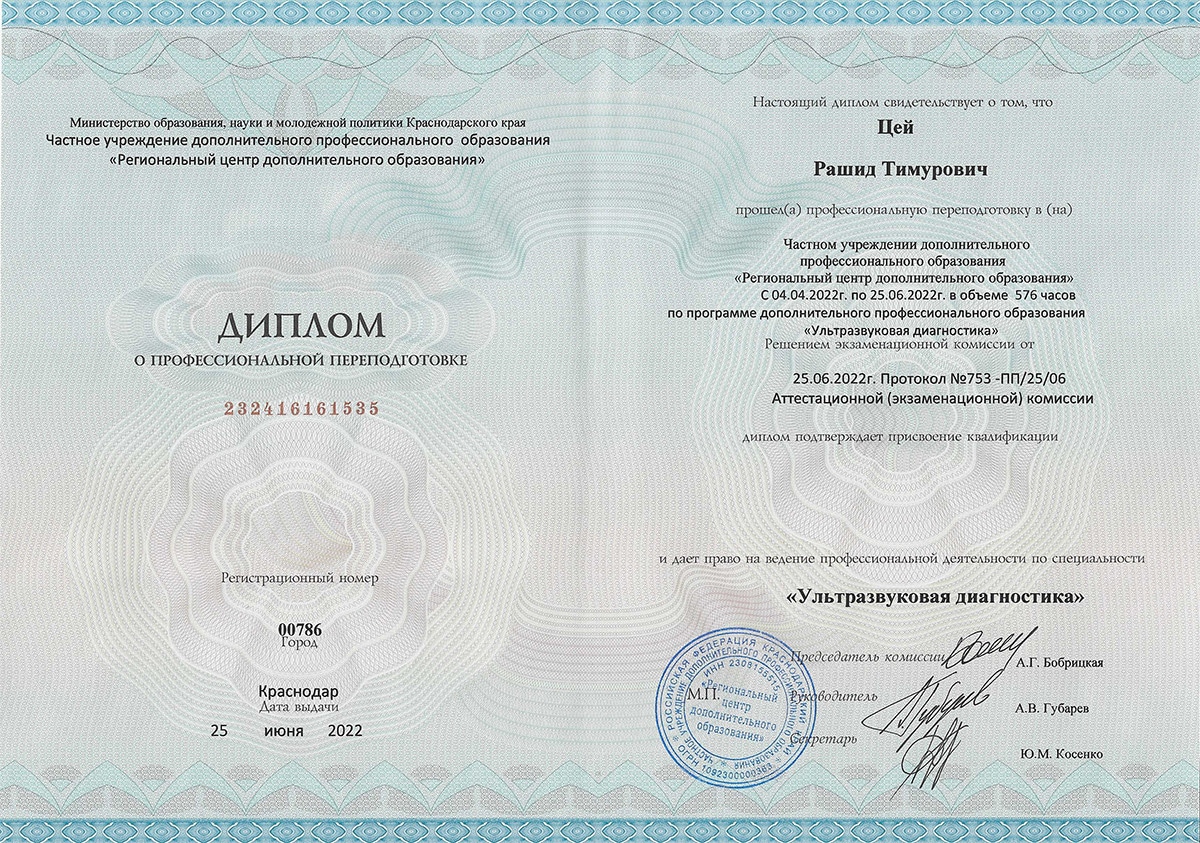 Министерство образования, науки и молодежной политики Краснодарского края
Частное учреждение дополнительного профессионального образования
«Региональный центр дополнительного образования»
ДИПЛОМ
О ПРОФЕССИОНАЛЬНОЙ ПЕРЕПОДГОТОВКЕ
232416161535
Регистрационный номер
00786
Город
Краснодар
Дата выдачи
25 июня 2022
Настоящий диплом свидетельствует о том, что
Цей
Рашид Тимурович
прошел(а) профессиональную переподготовку в (на)
Частном учреждении дополнительного
профессионального образования
«Региональный центр дополнительного образования»
С 04.04.2022г. по 25.06.2022г. в объеме 576 часов
по программе дополнительного профессионального образования
«Ультразвуковая диагностика»
Решением экзаменационной комиссии от
25.06.2022г. Протокол №753 -ПП/25/06
Аттестационной (экзаменационной) комиссии
диплом подтверждает присвоение квалификации
и дает право на ведение профессиональной деятельности по специальности
«Ультразвуковая диагностика»
Председатель комиссии А.Г. Бобрицкая
М.П. Руководитель А.В. Губарев
Секретарь Ю.М. Косенко
РОССИЙСКАЯ ФЕДЕРАЦИЯ КРАСНОДАРСКИЙ КРАЙ
ЧАСТНОЕ УЧРЕЖДЕНИЕ ДОПОЛНИТЕЛЬНОГО ПРОФЕССИОНАЛЬНОГО ОБРАЗОВАНИЯ
ИНН 2308155515
ОГРН 1092300000363
«Региональный
центр
дополнительного
образования»